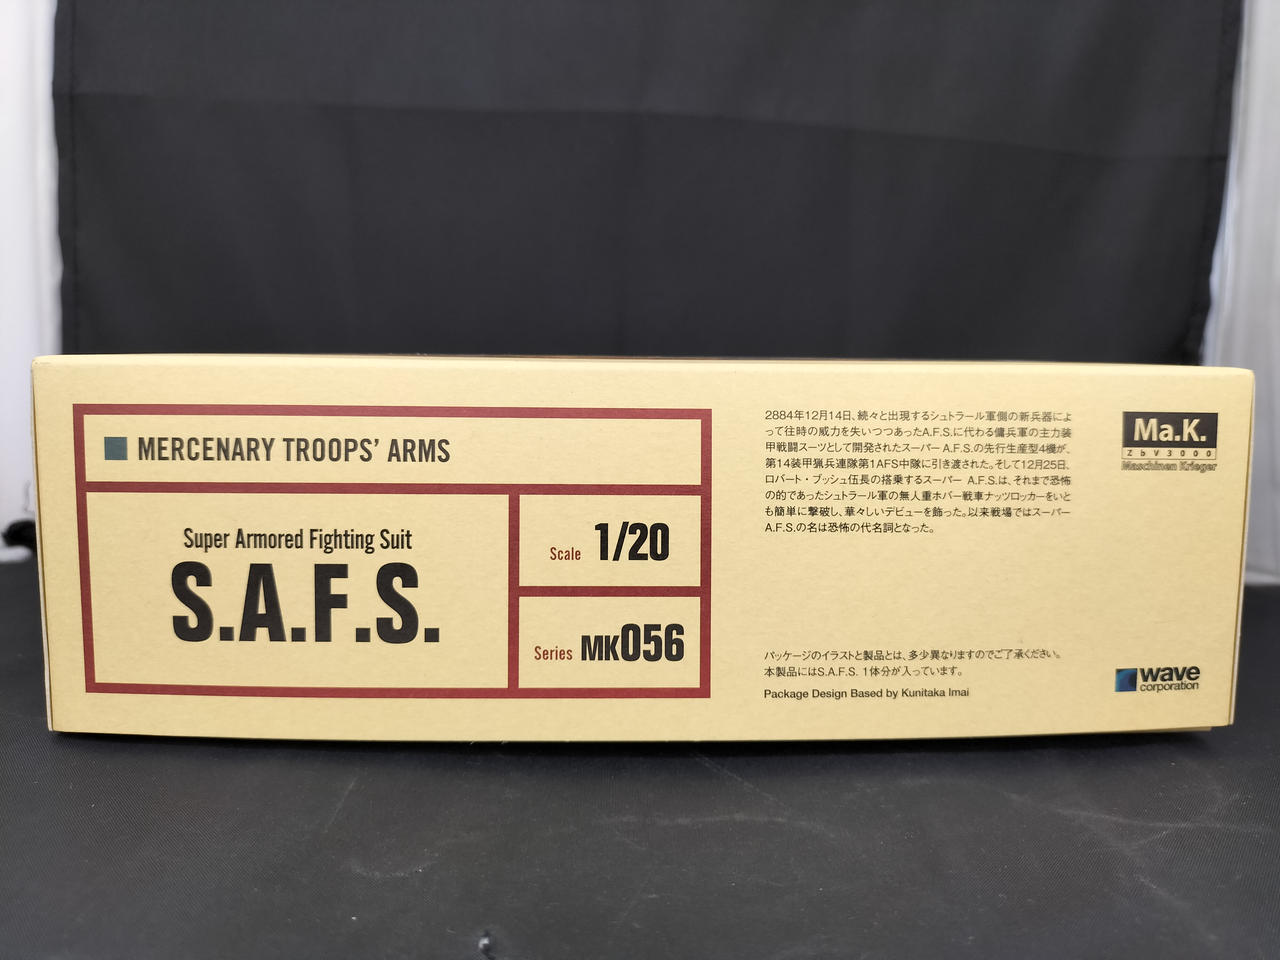 MERCENARY TROOPS' ARMS
Super Armored Fighting Suit
S.A.F.S.
Scale 1/20
Series MK056
2884年12月14日、続々と出現するシュトラール軍側の新兵器によ
って往時の威力を失いつつあったA.F.S.に代わる傭兵軍の主力装
甲戦闘スーツとして開発されたスーパー A.F.S.の先行生産型4機が、
第14装甲猟兵連隊第1AFS中隊に引き渡された。そして12月25日、
ロバート・ブッシュ伍長の搭乗するスーパー A.F.S.は、それまで恐怖
の的であったシュトラール軍の無人重ホバー戦車ナッツロッカーをいと
も簡単に撃破し、華々しいデビューを飾った。以来戦場ではスーパー
A.F.S.の名は恐怖の代名詞となった。
パッケージのイラストと製品とは、多少異なりますのでご了承ください。
本製品にはS.A.F.S. 1体分が入っています。
Package Design Based by Kunitaka Imai
Ma.K.
ZbV3000
Maschinen Krieger
wave
corporation